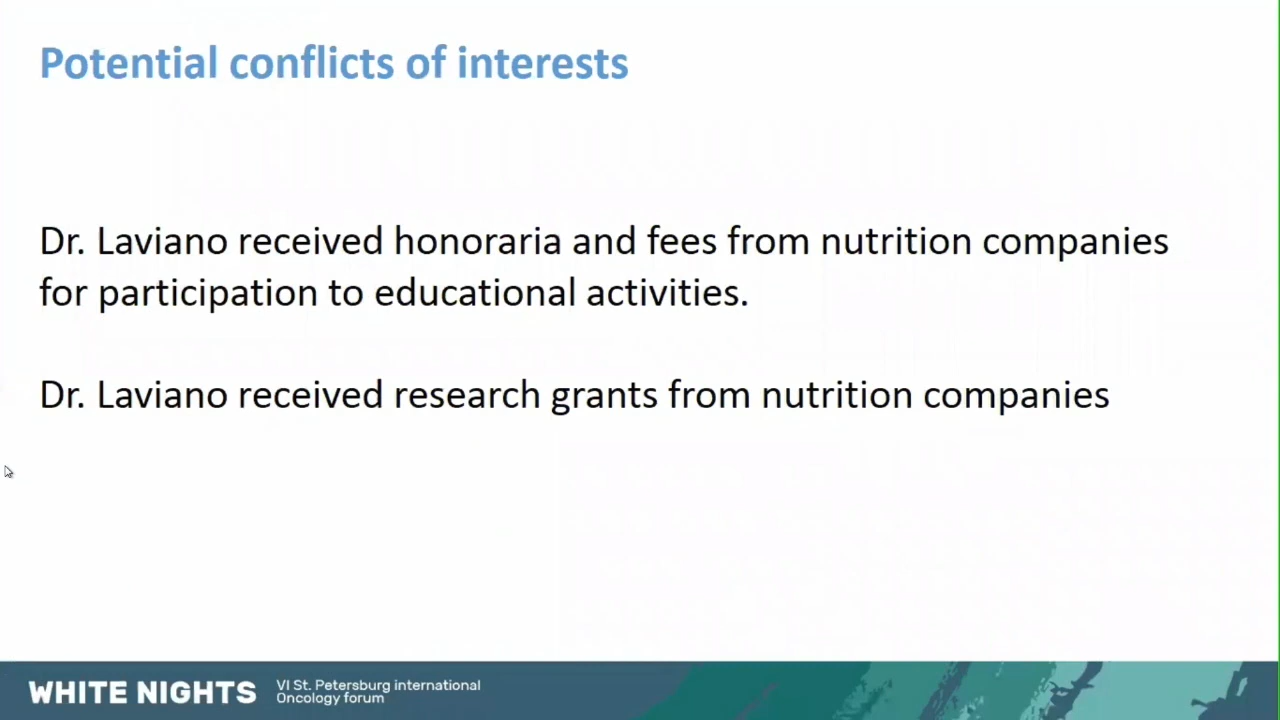 Potential conflicts of interests
Dr. Laviano received honoraria and fees from nutrition companies
for participation to educational activities.
Dr. Laviano received research grants from nutrition companies
WHITE NIGHTS
VI St. Petersburg international
Oncology forum